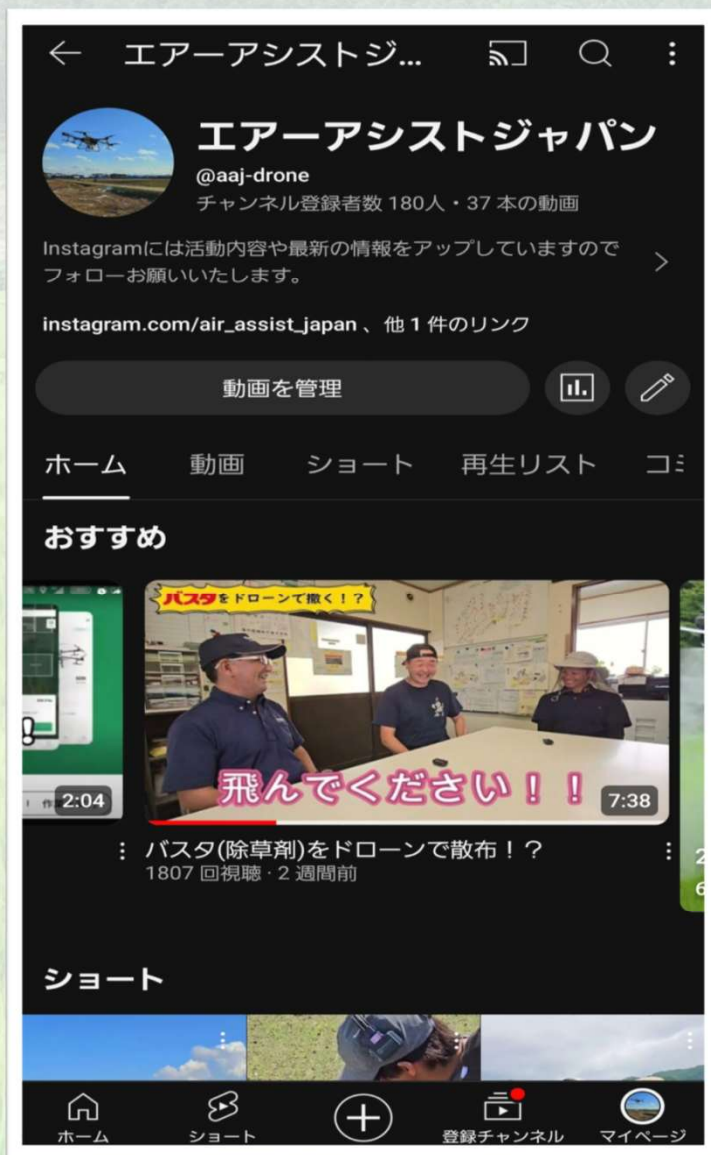 エアーアシストジ...
エアーアシストジャパン
@aaj-drone
チャンネル登録者数 180人・37 本の動画
Instagramには活動内容や最新の情報をアップしていますので
フォローお願いいたします。
instagram.com/air_assist_japan 、他 1 件のリンク
動画を管理
ホーム 動画 ショート 再生リスト コミ
おすすめ
バスタをドローンで撒く！？
飛んでください！！
2:04
7:38
バスタ(除草剤)をドローンで散布！？
1807 回視聴・2 週間前
ショート
ホーム ショート 登録チャンネル マイページ